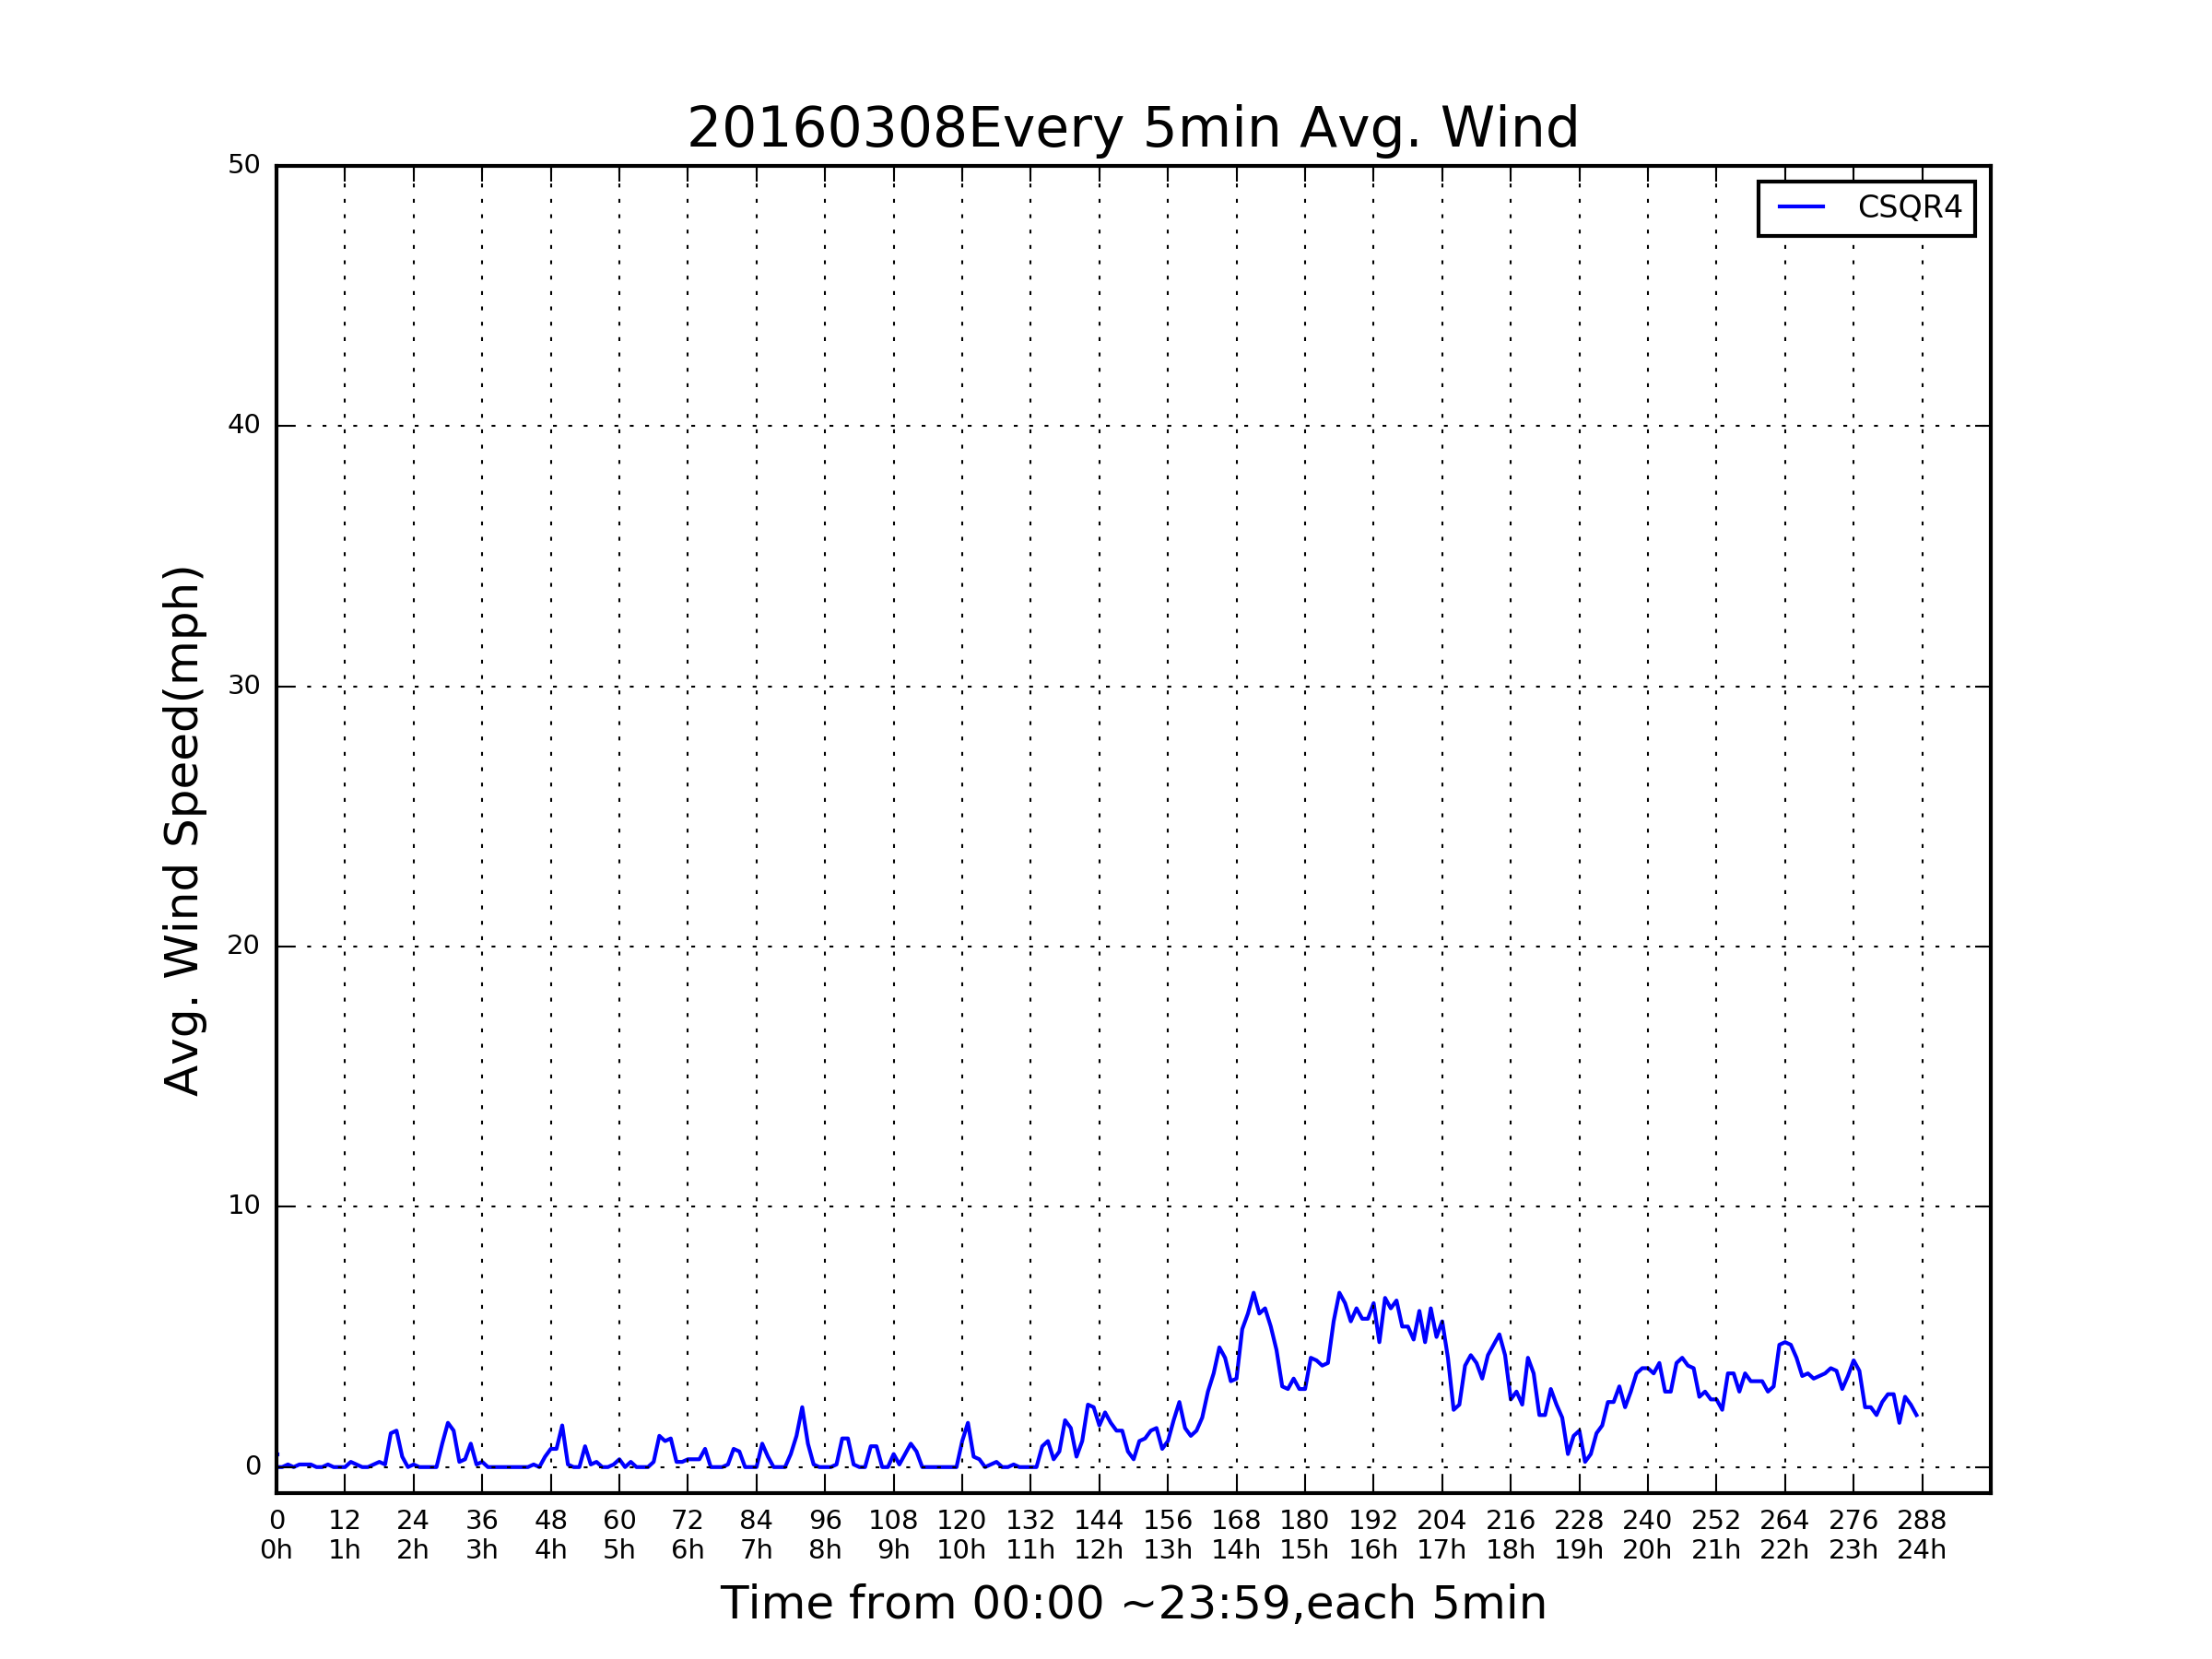 20160308Every 5min Avg. Wind
CSQR4
Avg. Wind Speed(mph)
50
40
30
20
10
0
0 12 24 36 48 60 72 84 96 108 120 132 144 156 168 180 192 204 216 228 240 252 264 276 288
0h 1h 2h 3h 4h 5h 6h 7h 8h 9h 10h 11h 12h 13h 14h 15h 16h 17h 18h 19h 20h 21h 22h 23h 24h
Time from 00:00 ~23:59,each 5min